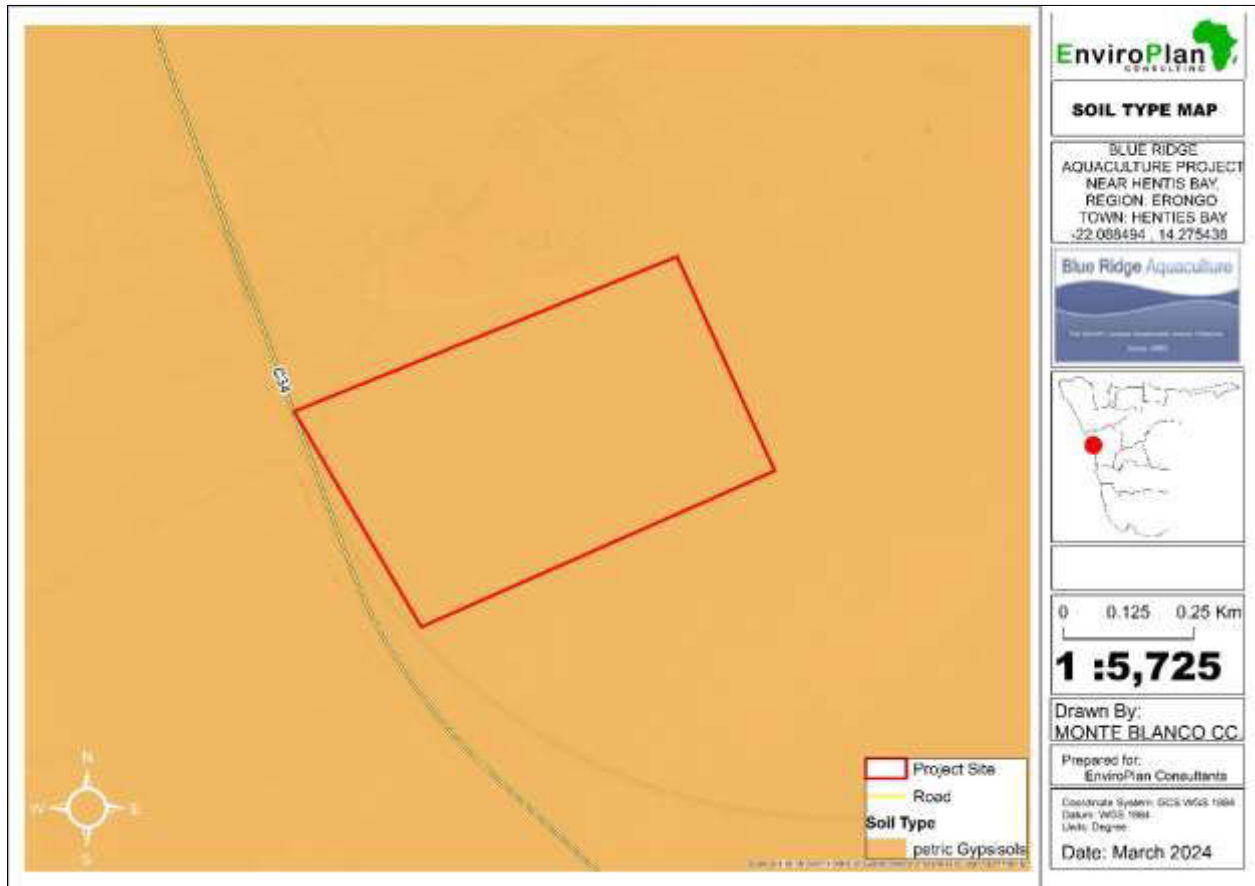 C34
N
W
E
S
Project Site
Road
Soil Type
petric Gypsisols
EnviroPlan
CONSULTING
SOIL TYPE MAP
BLUE RIDGE
AQUACULTURE PROJECT
NEAR HENTIS BAY,
REGION: ERONGO
TOWN: HENTIES BAY
-22.088494 , 14.275438
Blue Ridge Aquaculture
0 0.125 0.25 Km
1 :5,725
Drawn By:
MONTE BLANCO CC
Prepared for:
EnviroPlan Consultants
Coordinate System: GCS WGS 1984
Datum: WGS 1984
Units: Degree
Date: March 2024